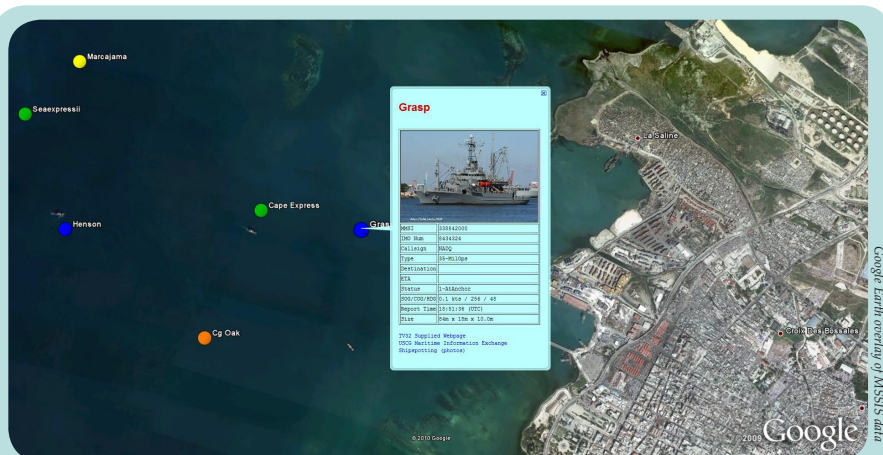 Marcajama
Seaexpressii
La Saline
Cape Express
Henson
Gras
Cg Oak
Croix Des Bossales
Grasp
MMSI 338842000
IMO Num 8434324
Callsign NADQ
Type 35-MilOps
Destination
ETA
Status 1-AtAnchor
SOG/COG/HDG 0.1 kts / 256 / 48
Report Time 18:51:36 (UTC)
Size 84m x 18m x 10.0m
TV32 Supplied Webpage
USCG Maritime Information Exchange
Shipspotting (photos)
© 2010 Google
2009 Google
Google Earth overlay of MSSIS data